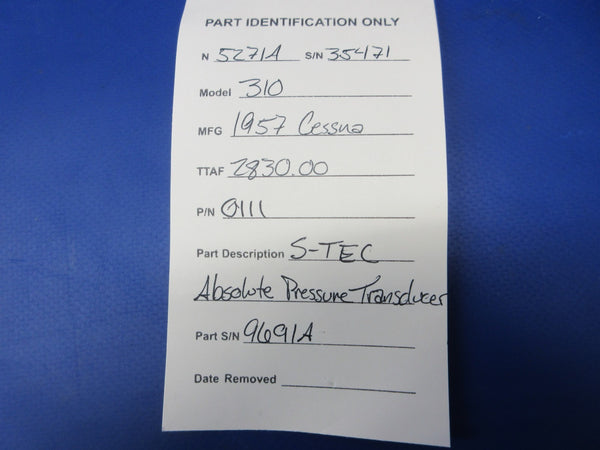 PART IDENTIFICATION ONLY
N 5271A S/N 35471
Model 310
MFG 1957 Cessna
TTAF 2830.00
P/N 0111
Part Description S-TEC
Absolute Pressure Transducer
Part S/N 9691A
Date Removed